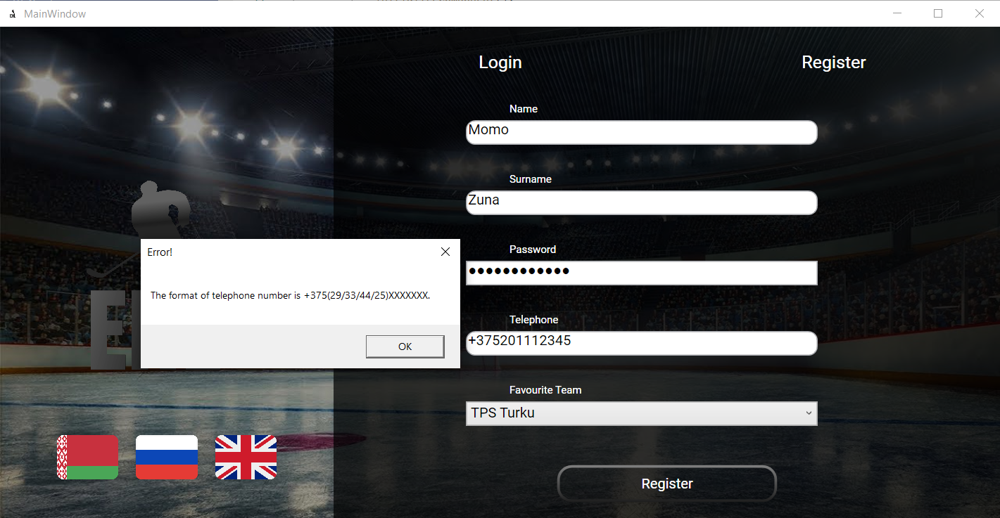 MainWindow
Login
Register
Name
Momo
Surname
Zuna
Password
●●●●●●●●●●●●
Telephone
+375201112345
Favourite Team
TPS Turku
Register
Error!
The format of telephone number is +375(29/33/44/25)XXXXXXX.
OK